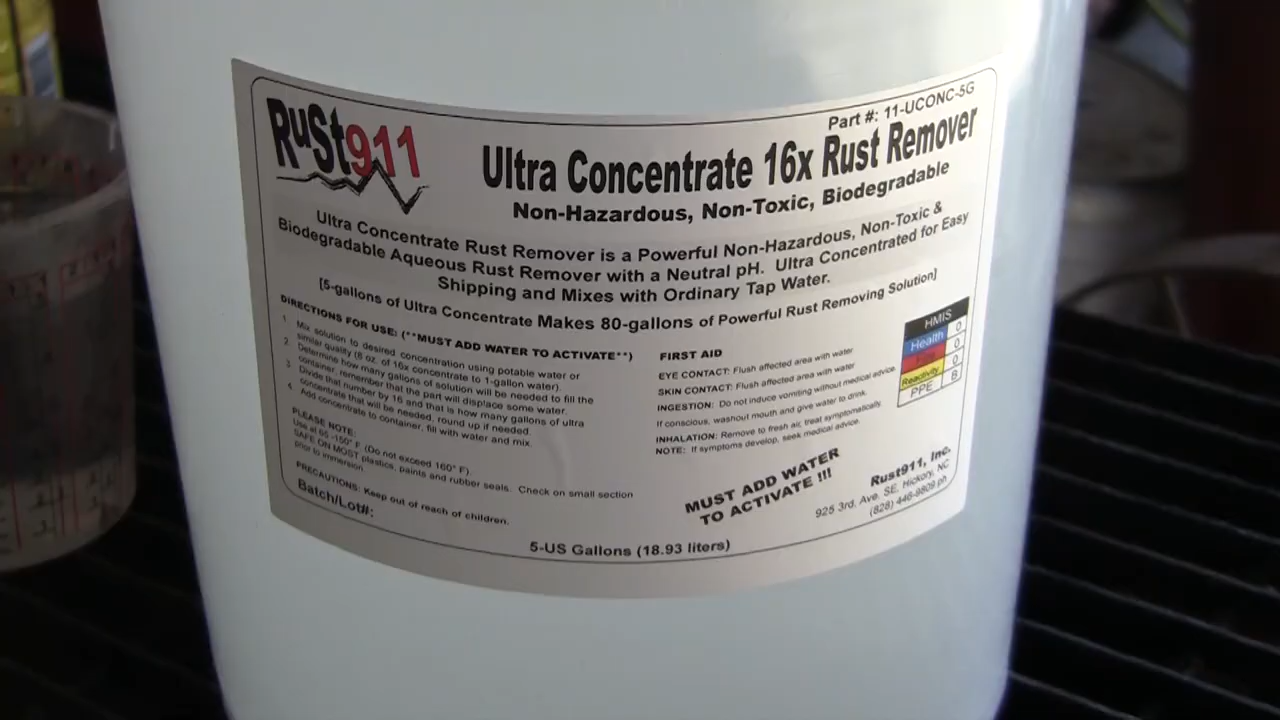 RuSt911
Part #: 11-UCONC-5G
Ultra Concentrate 16x Rust Remover
Non-Hazardous, Non-Toxic, Biodegradable
Ultra Concentrate Rust Remover is a Powerful Non-Hazardous, Non-Toxic &
Biodegradable Aqueous Rust Remover with a Neutral pH. Ultra Concentrated for Easy
Shipping and Mixes with Ordinary Tap Water.
[5-gallons of Ultra Concentrate Makes 80-gallons of Powerful Rust Removing Solution]
DIRECTIONS FOR USE: (**MUST ADD WATER TO ACTIVATE**)
1. Mix solution to desired concentration using potable water or
similar quality (8 oz. of 16x concentrate to 1-gallon water).
2. Determine how many gallons of solution will be needed to fill the
container, remember that the part will displace some water.
3. Divide that number by 16 and that is how many gallons of ultra
concentrate that will be needed, round up if needed.
4. Add concentrate to container, fill with water and mix.
PLEASE NOTE:
Use at 65 -150° F (Do not exceed 160° F).
SAFE ON MOST plastics, paints and rubber seals. Check on small section
prior to immersion.
PRECAUTIONS: Keep out of reach of children.
Batch/Lot#:
FIRST AID
EYE CONTACT: Flush affected area with water
SKIN CONTACT: Flush affected area with water
INGESTION: Do not induce vomiting without medical advice.
If conscious, washout mouth and give water to drink.
INHALATION: Remove to fresh air, treat symptomatically.
NOTE: If symptoms develop, seek medical advice.
HMIS
Health 0
Fire 0
Reactivity 0
PPE B
MUST ADD WATER
TO ACTIVATE !!!
Rust911, Inc.
925 3rd. Ave. SE, Hickory, NC
(828) 446-9809 ph
5-US Gallons (18.93 liters)